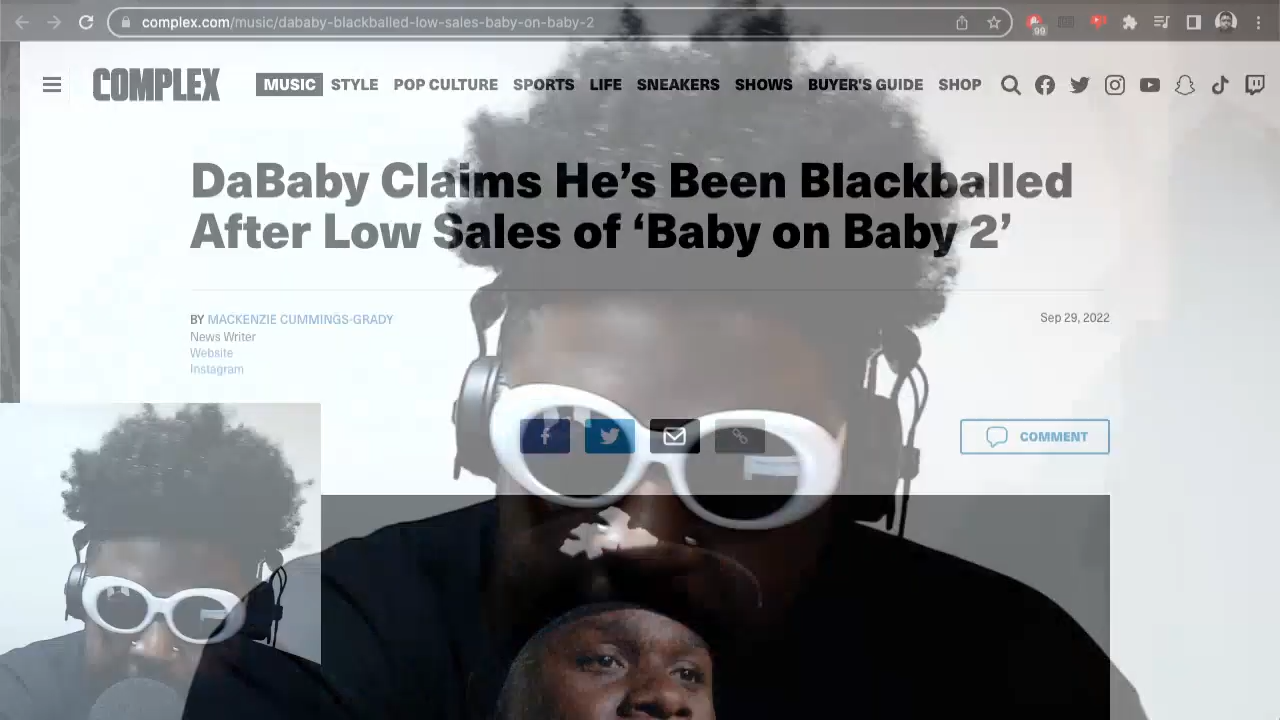 complex.com/music/dababy-blackballed-low-sales-baby-on-baby-2
99
COMPLEX
MUSIC STYLE POP CULTURE SPORTS LIFE SNEAKERS SHOWS BUYER'S GUIDE SHOP
DaBaby Claims He’s Been Blackballed
After Low Sales of ‘Baby on Baby 2’
BY MACKENZIE CUMMINGS-GRADY
Sep 29, 2022
News Writer
Website
Instagram
COMMENT